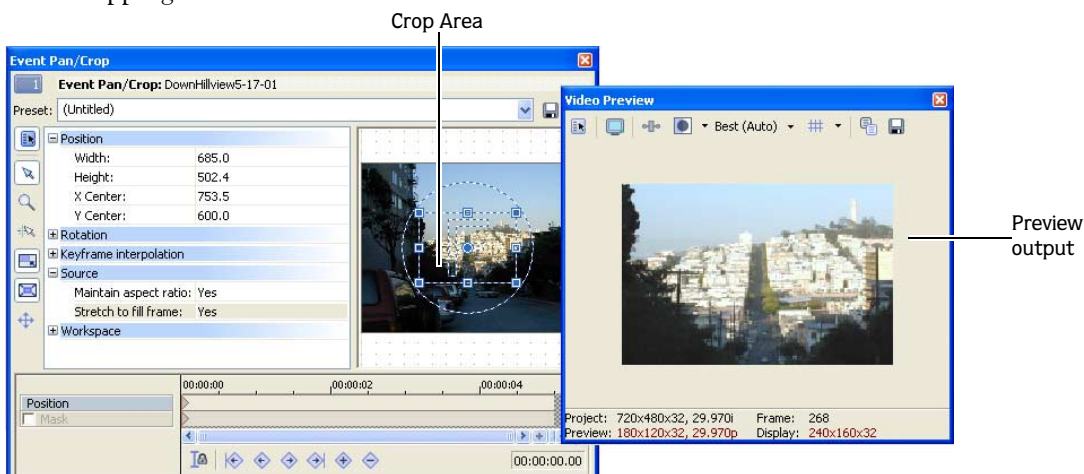 Crop Area
Event Pan/Crop
1 Event Pan/Crop: DownHillview5-17-01
Preset: (Untitled)
Position
Width: 685.0
Height: 502.4
X Center: 753.5
Y Center: 600.0
Rotation
Keyframe interpolation
Source
Maintain aspect ratio: Yes
Stretch to fill frame: Yes
Workspace
00:00:00 00:00:02 00:00:04
Position
Mask
00:00:00.00
Video Preview
Best (Auto)
Project: 720x480x32, 29.970i Frame: 268
Preview: 180x120x32, 29.970p Display: 240x160x32
Preview
output